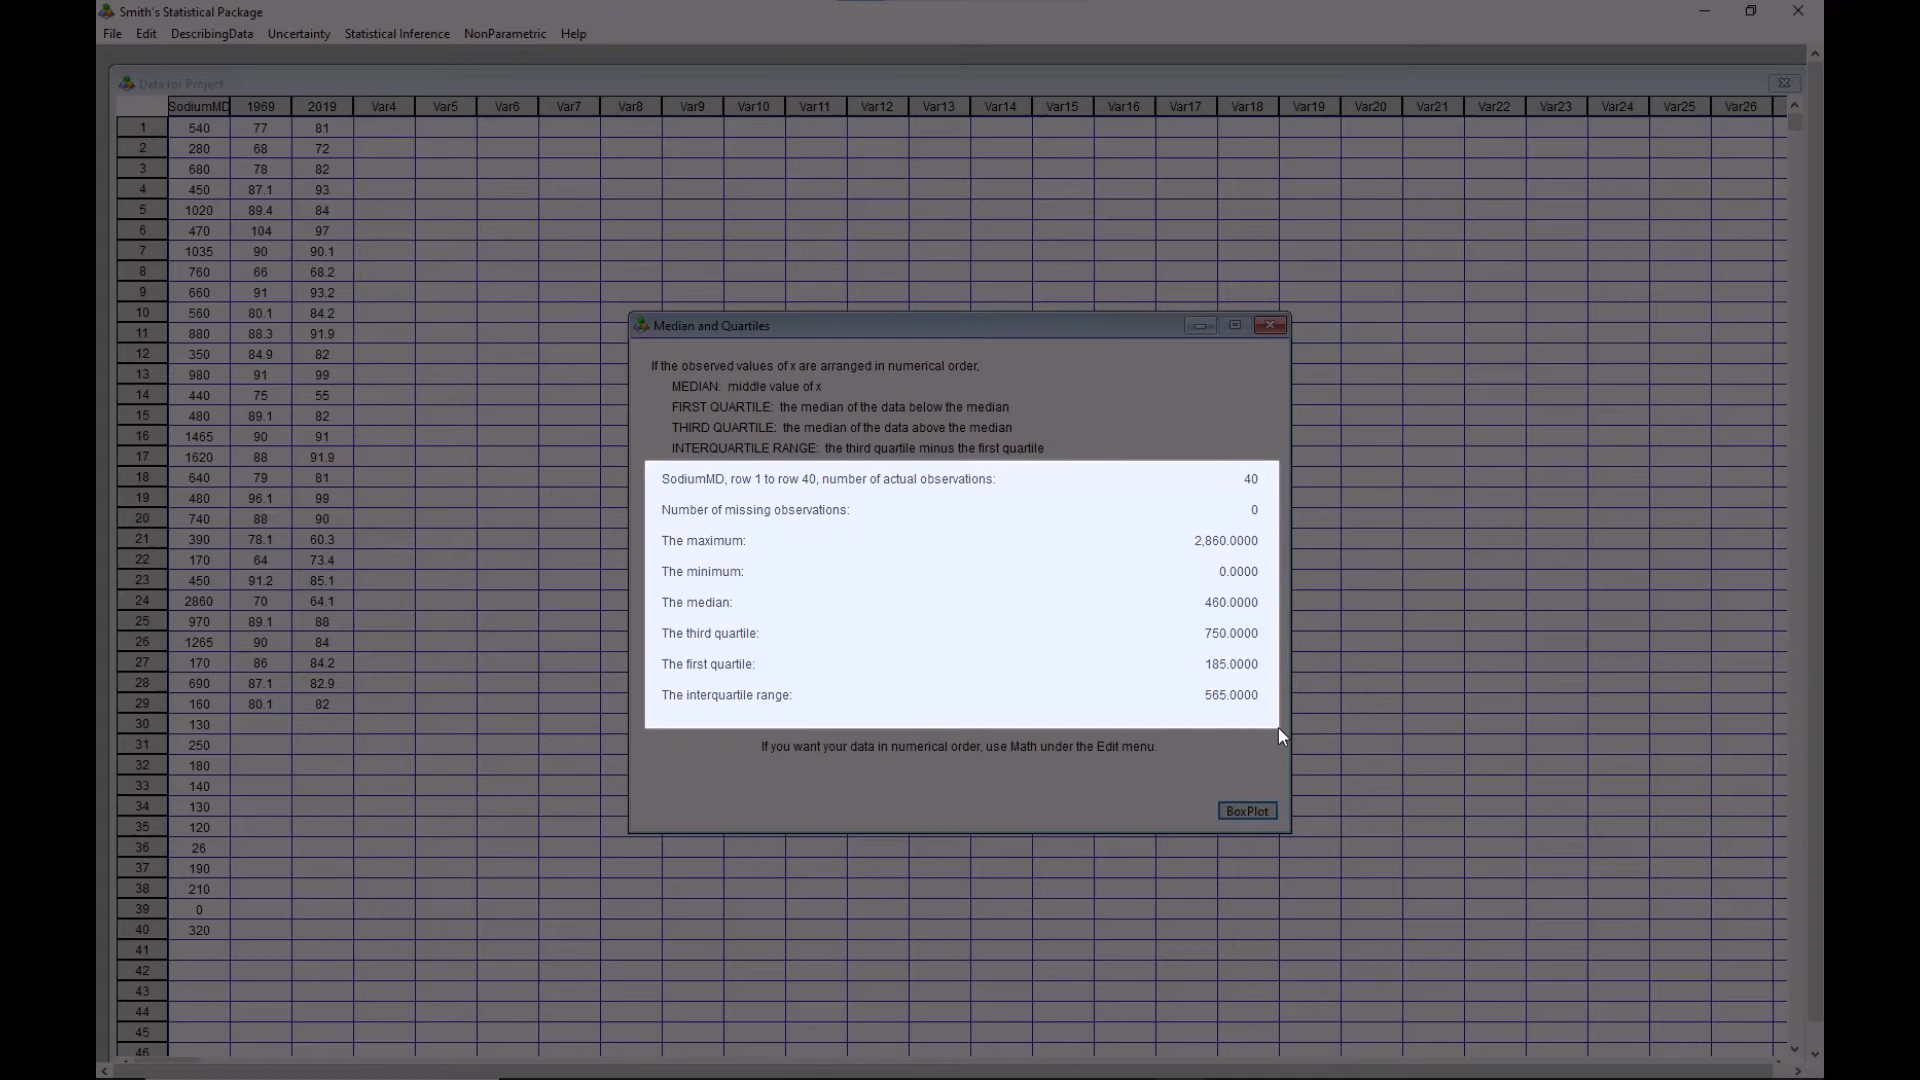 Smith's Statistical Package
File Edit DescribingData Uncertainty Statistical Inference NonParametric Help
Data for Project
SodiumMD 1969 2019 Var4 Var5 Var6 Var7 Var8 Var9 Var10 Var11 Var12 Var13 Var14 Var15 Var16 Var17 Var18 Var19 Var20 Var21 Var22 Var23 Var24 Var25 Var26
1 540 77 81
2 280 68 72
3 680 78 82
4 450 87.1 93
5 1020 89.4 84
6 470 104 97
7 1035 90 90.1
8 760 66 68.2
9 660 91 93.2
10 560 80.1 84.2
11 880 88.3 91.9
12 350 84.9 82
13 980 91 99
14 440 75 55
15 480 89.1 82
16 1465 90 91
17 1620 88 91.9
18 640 79 81
19 480 96.1 99
20 740 88 90
21 390 78.1 60.3
22 170 64 73.4
23 450 91.2 85.1
24 2860 70 64.1
25 970 89.1 88
26 1265 90 84
27 170 86 84.2
28 690 87.1 82.9
29 160 80.1 82
30 130
31 250
32 180
33 140
34 130
35 120
36 26
37 190
38 210
39 0
40 320
41
42
43
44
45
46
Median and Quartiles
If the observed values of x are arranged in numerical order,
MEDIAN: middle value of x
FIRST QUARTILE: the median of the data below the median
THIRD QUARTILE: the median of the data above the median
INTERQUARTILE RANGE: the third quartile minus the first quartile
SodiumMD, row 1 to row 40, number of actual observations: 40
Number of missing observations: 0
The maximum: 2,860.0000
The minimum: 0.0000
The median: 460.0000
The third quartile: 750.0000
The first quartile: 185.0000
The interquartile range: 565.0000
If you want your data in numerical order, use Math under the Edit menu.
BoxPlot